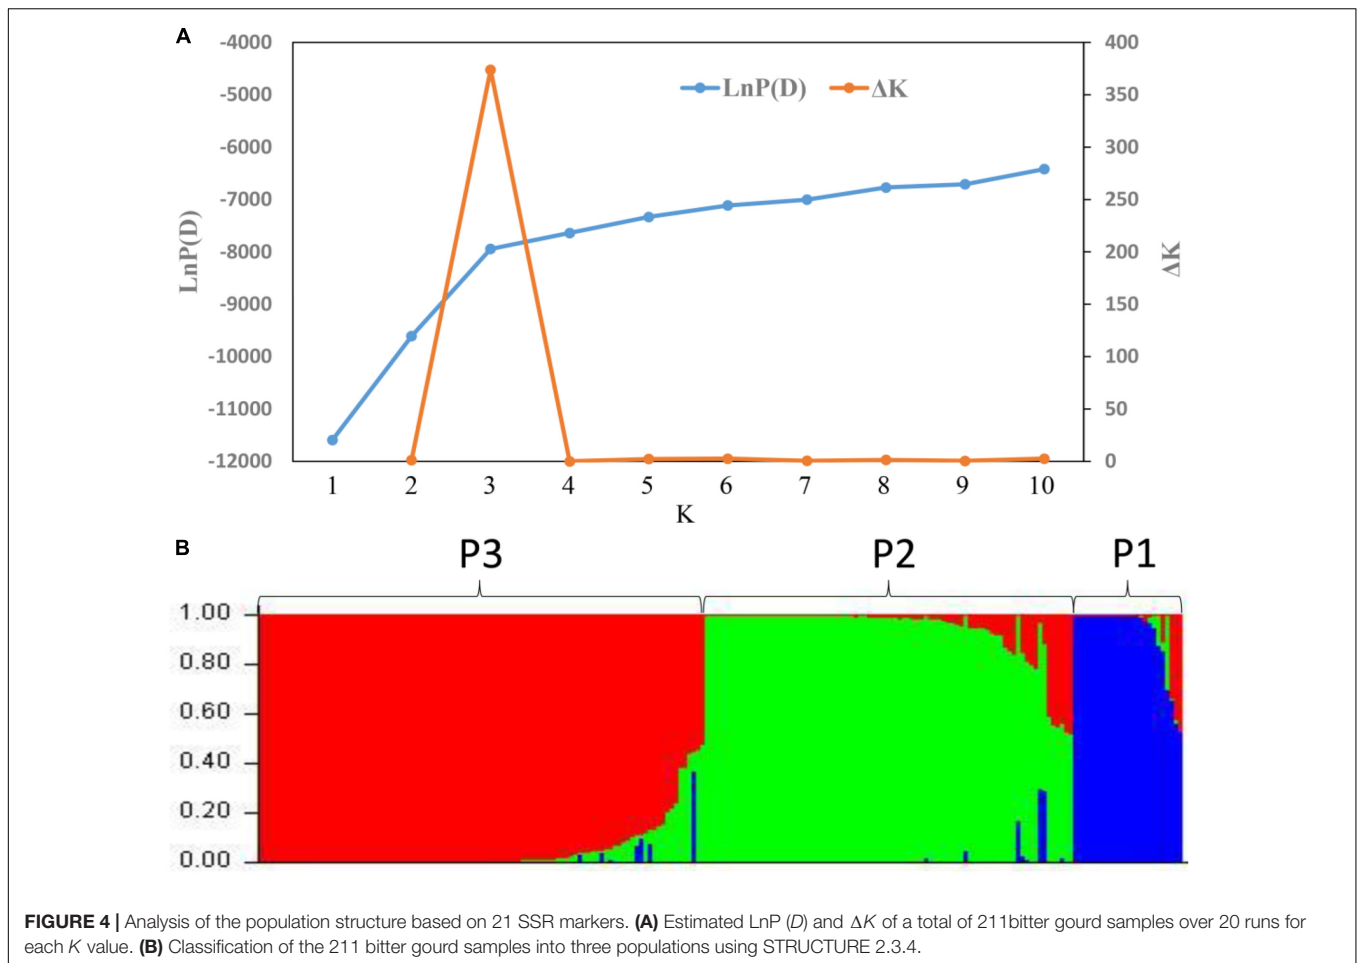 A
-4000
-5000
-6000
-7000
-8000
-9000
-10000
-11000
-12000
LnP(D)
400
350
300
250
200
150
100
50
0
ΔK
LnP(D) ΔK
1 2 3 4 5 6 7 8 9 10
K
B
P3 P2 P1
1.00
0.80
0.60
0.40
0.20
0.00
FIGURE 4 | Analysis of the population structure based on 21 SSR markers. (A) Estimated LnP (D) and ΔK of a total of 211bitter gourd samples over 20 runs for
each K value. (B) Classification of the 211 bitter gourd samples into three populations using STRUCTURE 2.3.4.